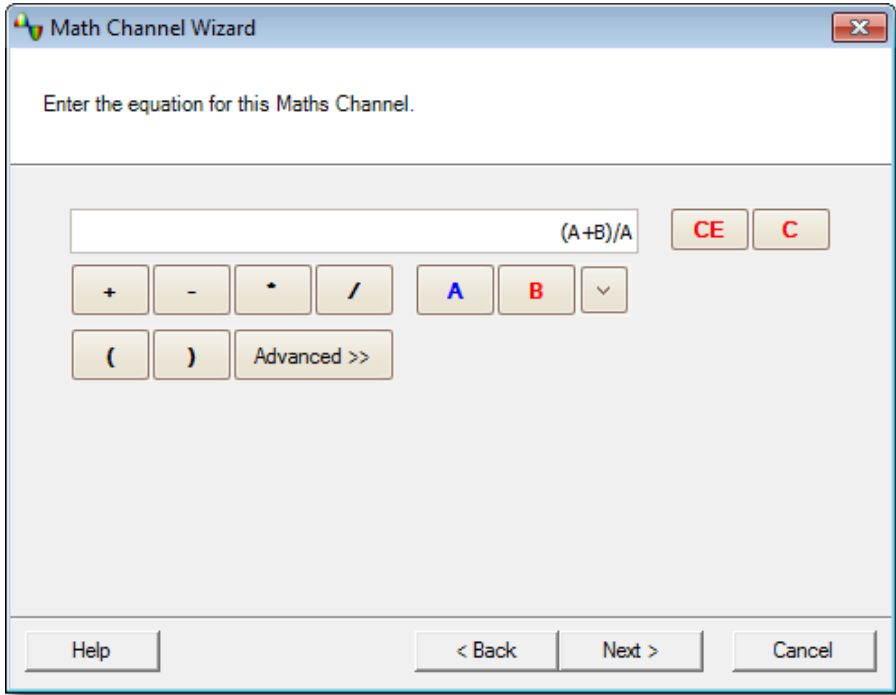 Math Channel Wizard
Enter the equation for this Maths Channel.
(A+B)/A CE C
+ - * / A B
( ) Advanced >>
Help < Back Next > Cancel